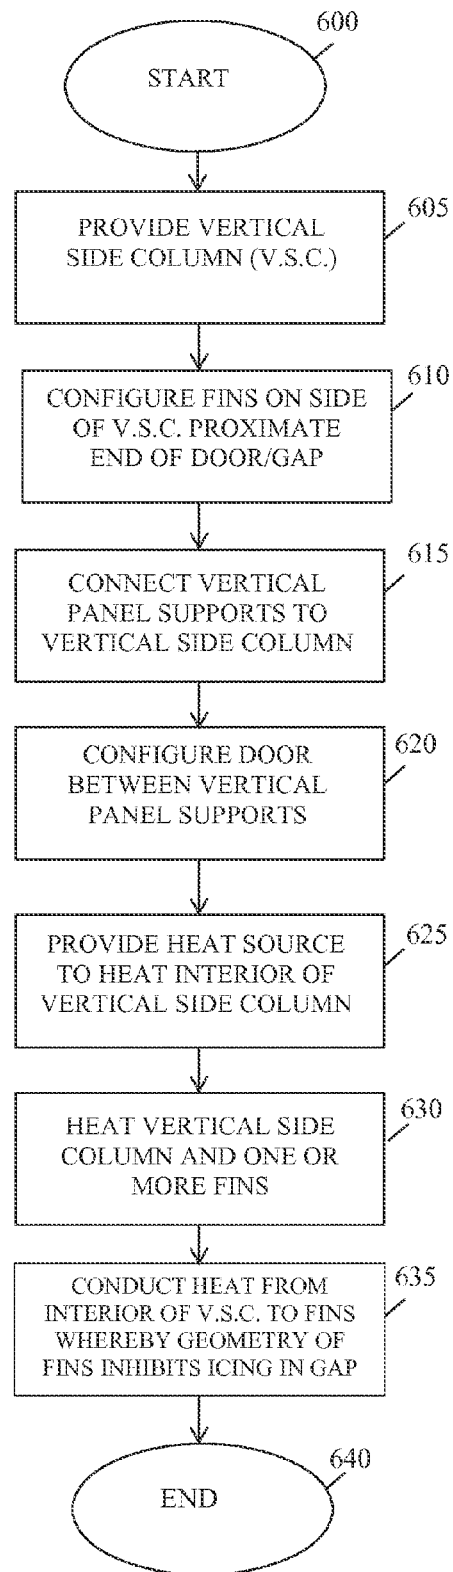 600
START
605
PROVIDE VERTICAL
SIDE COLUMN (V.S.C.)
610
CONFIGURE FINS ON SIDE
OF V.S.C. PROXIMATE
END OF DOOR/GAP
615
CONNECT VERTICAL
PANEL SUPPORTS TO
VERTICAL SIDE COLUMN
620
CONFIGURE DOOR
BETWEEN VERTICAL
PANEL SUPPORTS
625
PROVIDE HEAT SOURCE
TO HEAT INTERIOR OF
VERTICAL SIDE COLUMN
630
HEAT VERTICAL SIDE
COLUMN AND ONE OR
MORE FINS
635
CONDUCT HEAT FROM
INTERIOR OF V.S.C. TO FINS
WHEREBY GEOMETRY OF
FINS INHIBITS ICING IN GAP
640
END